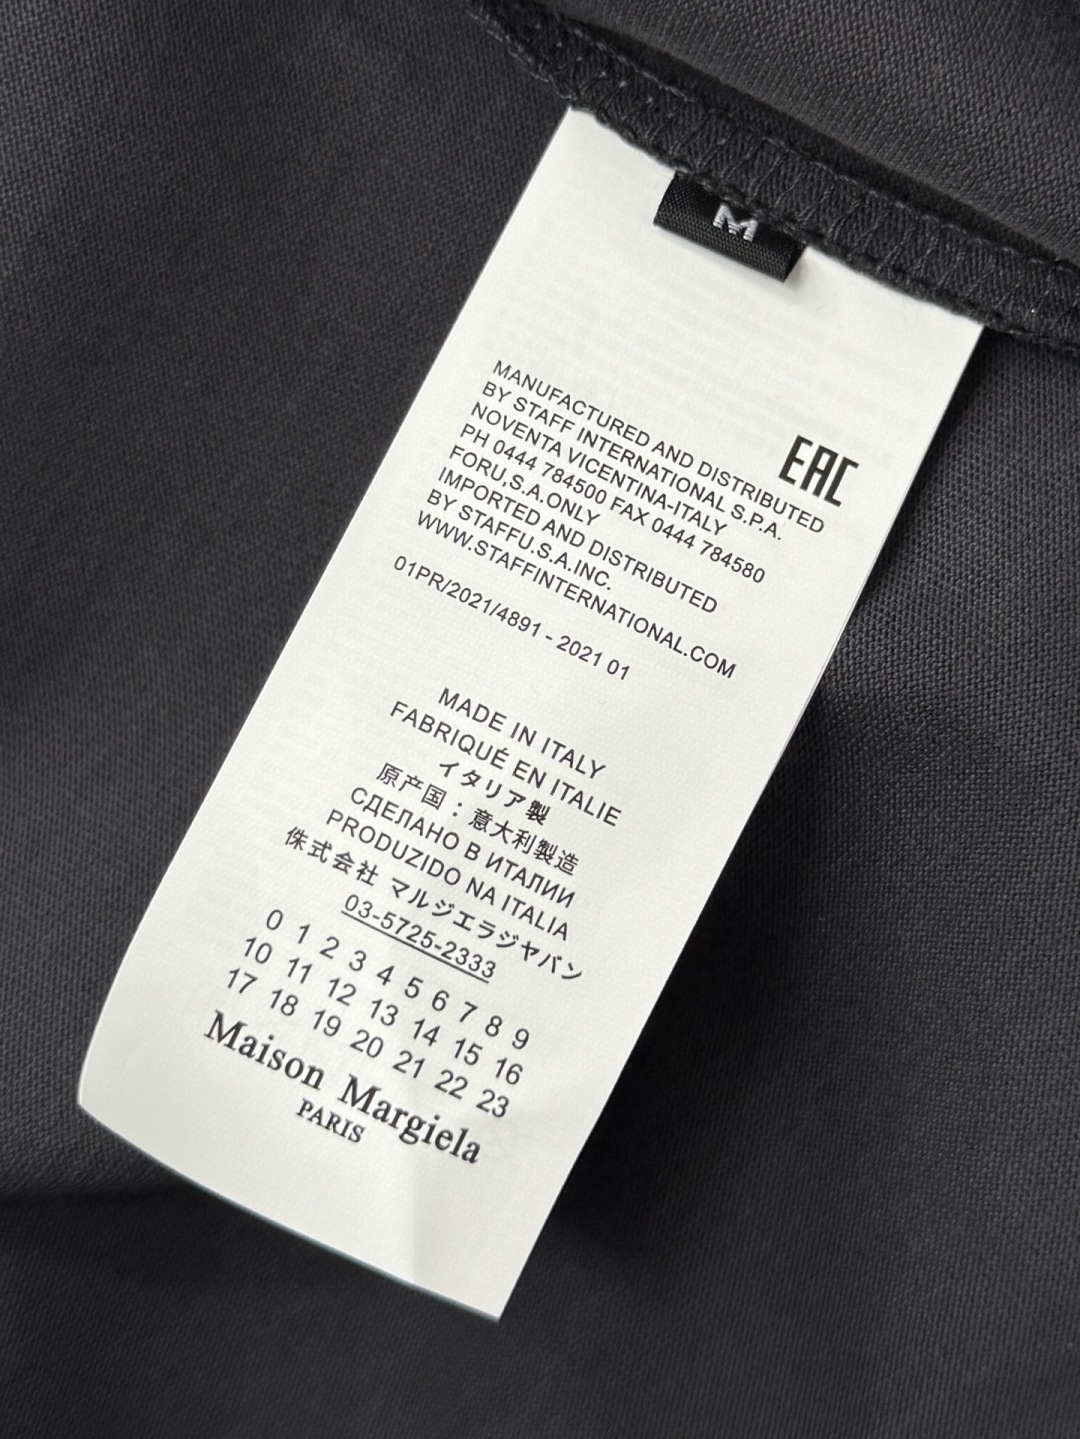 M
MANUFACTURED AND DISTRIBUTED
BY STAFF INTERNATIONAL S.P.A.
NOVENTA VICENTINA-ITALY
PH 0444 784500 FAX 0444 784580
FORU,S.A.ONLY
IMPORTED AND DISTRIBUTED
BY STAFFU.S.A.INC.
WWW.STAFFINTERNATIONAL.COM
EAC
01PR/2021/4891 - 2021 01
MADE IN ITALY
FABRIQUÉ EN ITALIE
イタリア製
原产国：意大利製造
СДЕЛАНО В ИТАЛИИ
PRODUZIDO NA ITALIA
侏式会社 マルジエラジヤバン
03-5725-2333
0 1 2 3 4 5 6 7 8 9
10 11 12 13 14 15 16
17 18 19 20 21 22 23
Maison Margiela
PARIS